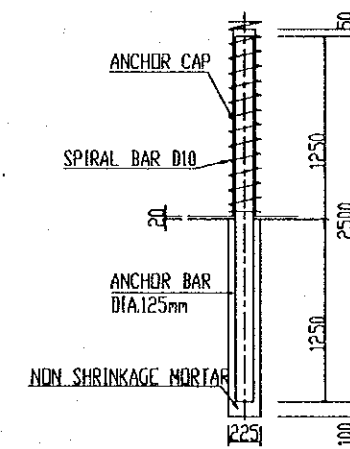 50
ANCHOR CAP
SPIRAL BAR D10
1250
20
2500
ANCHOR BAR
DIA.125mm
1250
NON SHRINKAGE MORTAR
225
100